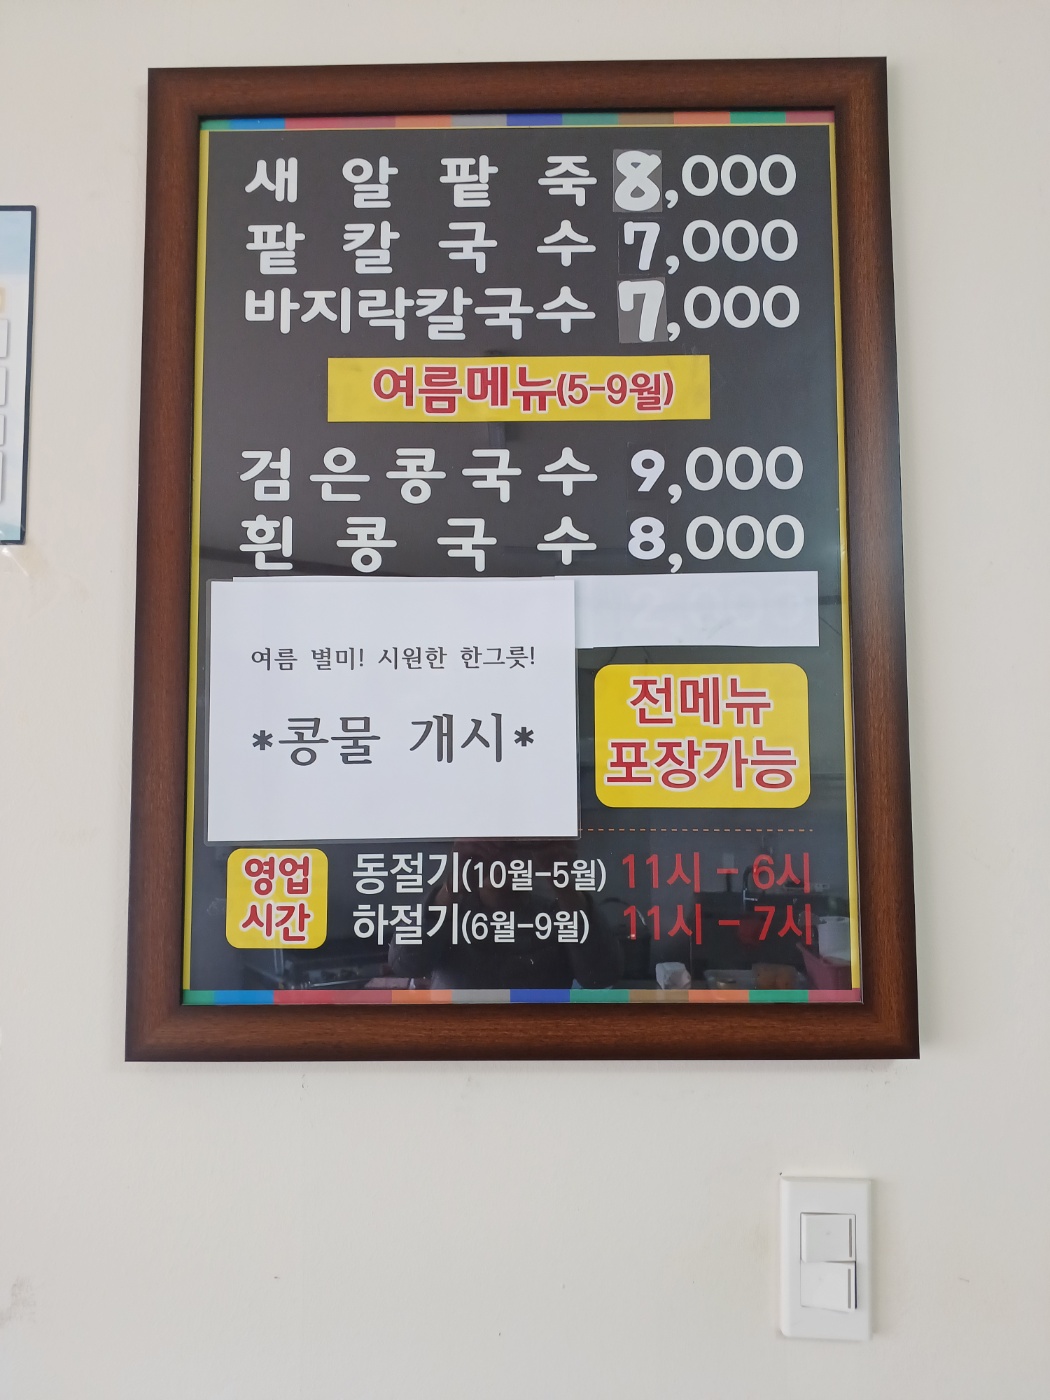 새알팥죽 8,000
팥칼국수 7,000
바지락칼국수 7,000
여름메뉴(5-9월)
검은콩국수 9,000
흰콩국수 8,000
여름 별미! 시원한 한그릇!
*콩물 개시*
전메뉴
포장가능
영업
시간
동절기(10월-5월) 11시 - 6시
하절기(6월-9월) 11시 - 7시